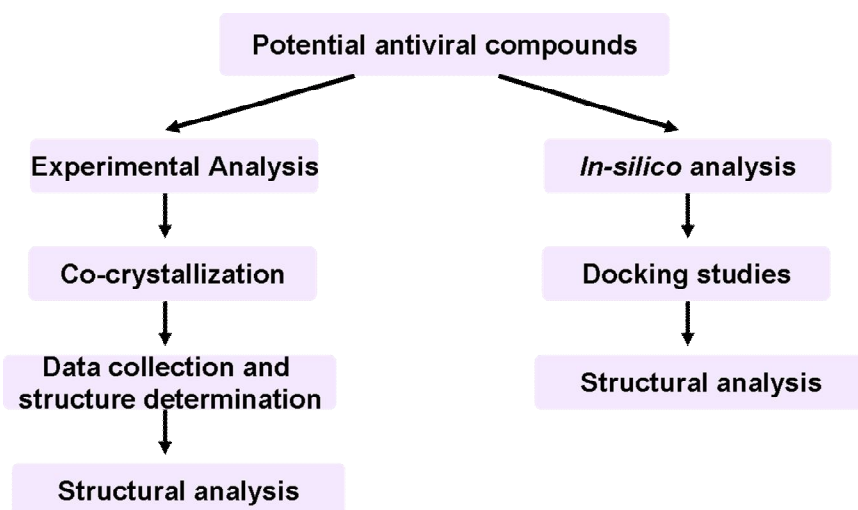 Potential antiviral compounds
Experimental Analysis
In-silico analysis
Co-crystallization
Docking studies
Data collection and
structure determination
Structural analysis
Structural analysis